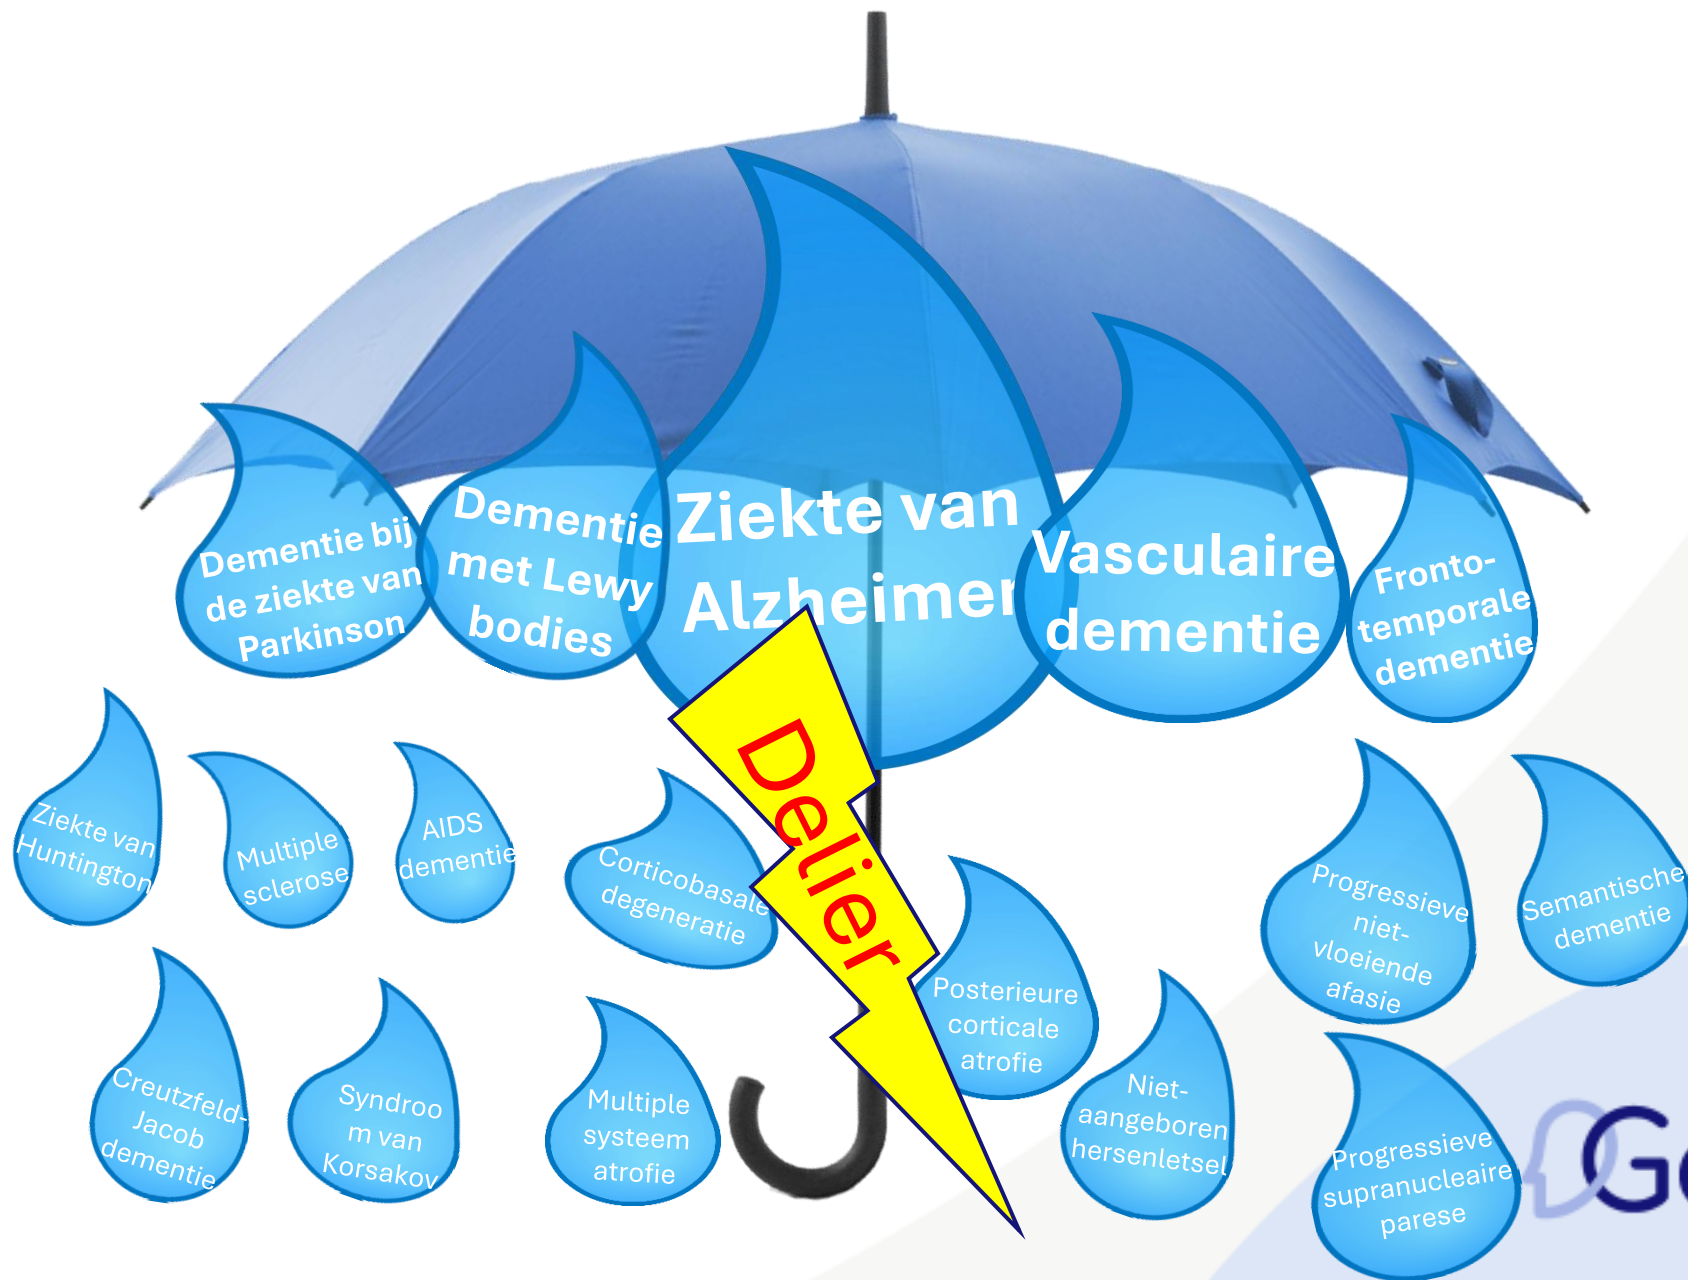 Dementie bij
de ziekte van
Parkinson
Dementie
met Lewy
bodies
Ziekte van
Alzheimer
Vasculaire
dementie
Fronto-
temporale
dementie
Ziekte van
Huntington
Multiple
sclerose
AIDS
dementie
Corticobasale
degeneratie
Delier
Posterieure
corticale
atrofie
Progressieve
niet-
vloeiende
afasie
Semantische
dementie
Creutzfeld-
Jacob
dementie
Syndroo
m van
Korsakov
Multiple
systeem
atrofie
Niet-
aangeboren
hersenletsel
Progressieve
supranucleaire
parese